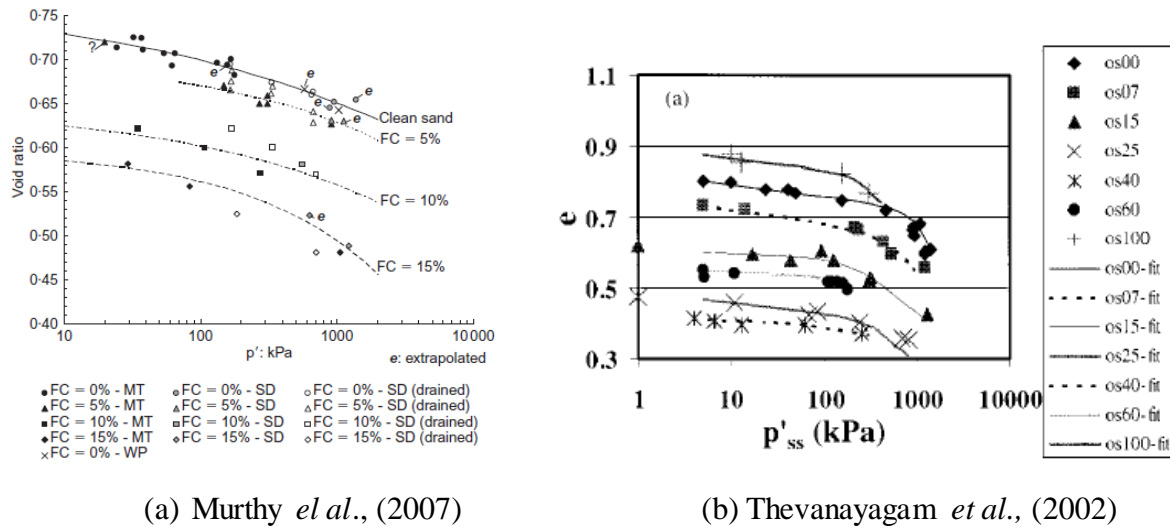 0·75
0·70
0·65
0·60
0·55
0·50
0·45
0·40
Void ratio
10
100
1000
10000
p′: kPa
e: extrapolated
?
e
e
e
e
e
e
e
Clean sand
FC = 5%
FC = 10%
FC = 15%
FC = 0% - MT
FC = 0% - SD
FC = 0% - SD (drained)
FC = 5% - MT
FC = 5% - SD
FC = 5% - SD (drained)
FC = 10% - MT
FC = 10% - SD
FC = 10% - SD (drained)
FC = 15% - MT
FC = 15% - SD
FC = 15% - SD (drained)
FC = 0% - WP
(a) Murthy el al., (2007)
1.1
0.9
0.7
0.5
0.3
e
(a)
1
10
100
1000
10000
p'ss (kPa)
os00
os07
os15
os25
os40
os60
os100
os00-fit
os07-fit
os15-fit
os25-fit
os40-fit
os60-fit
os100-fit
(b) Thevanayagam et al., (2002)